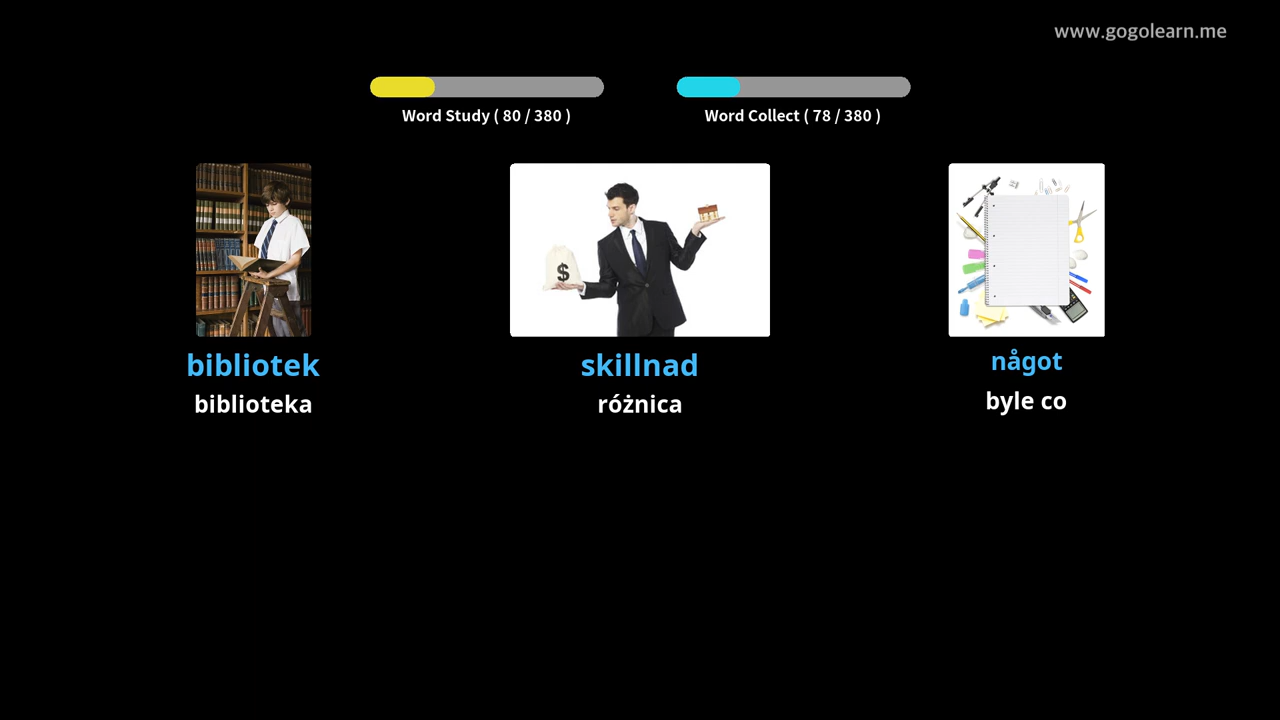 www.gogolearn.me
Word Study ( 80 / 380 )
Word Collect ( 78 / 380 )
$
bibliotek
skillnad
något
biblioteka
różnica
byle co